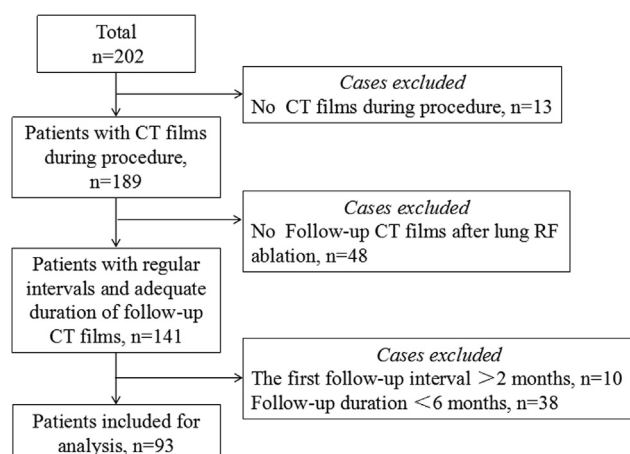 Total
n=202
Cases excluded
No CT films during procedure, n=13
Patients with CT films
during procedure,
n=189
Cases excluded
No Follow-up CT films after lung RF
ablation, n=48
Patients with regular
intervals and adequate
duration of follow-up
CT films, n=141
Cases excluded
The first follow-up interval >2 months, n=10
Follow-up duration <6 months, n=38
Patients included for
analysis, n=93